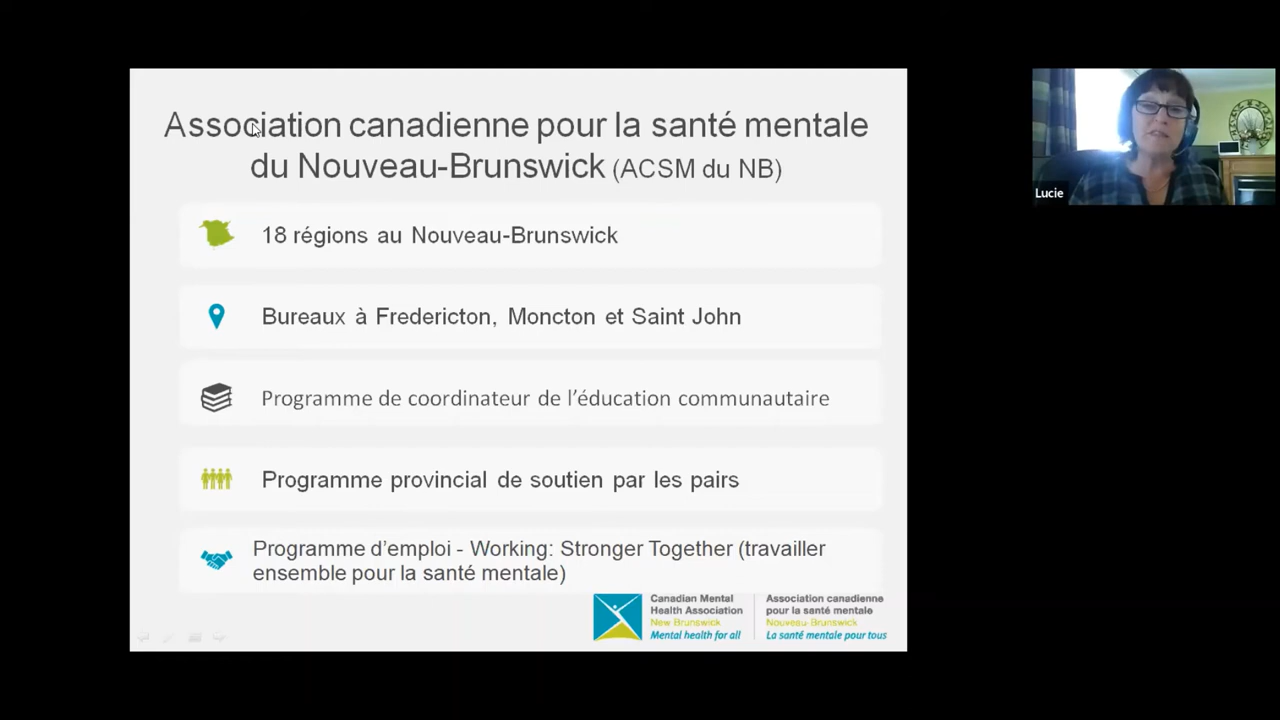 Association canadienne pour la santé mentale
du Nouveau-Brunswick (ACSM du NB)
18 régions au Nouveau-Brunswick
Bureaux à Fredericton, Moncton et Saint John
Programme de coordinateur de l’éducation communautaire
Programme provincial de soutien par les pairs
Programme d’emploi - Working: Stronger Together (travailler
ensemble pour la santé mentale)
Canadian Mental
Health Association
New Brunswick
Mental health for all
Association canadienne
pour la santé mentale
Nouveau-Brunswick
La santé mentale pour tous
Lucie